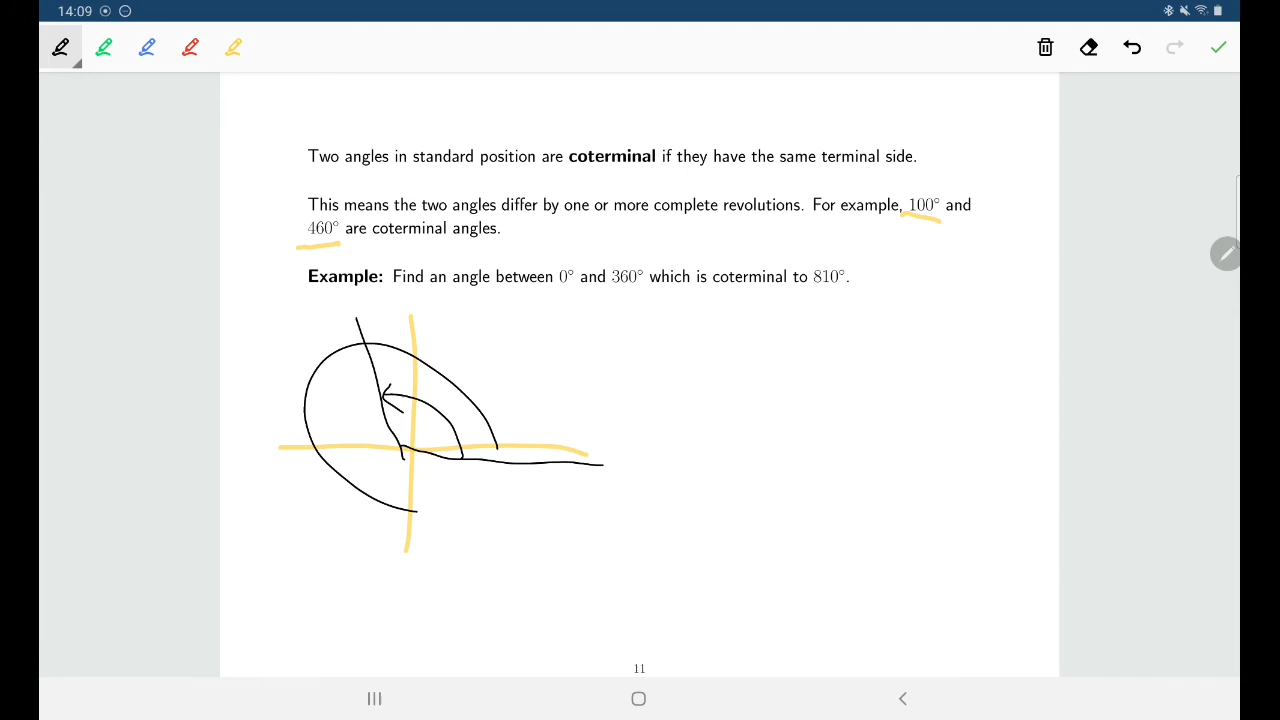 14:09
Two angles in standard position are coterminal if they have the same terminal side.
This means the two angles differ by one or more complete revolutions. For example, 100° and
460° are coterminal angles.
Example: Find an angle between 0° and 360° which is coterminal to 810°.
11